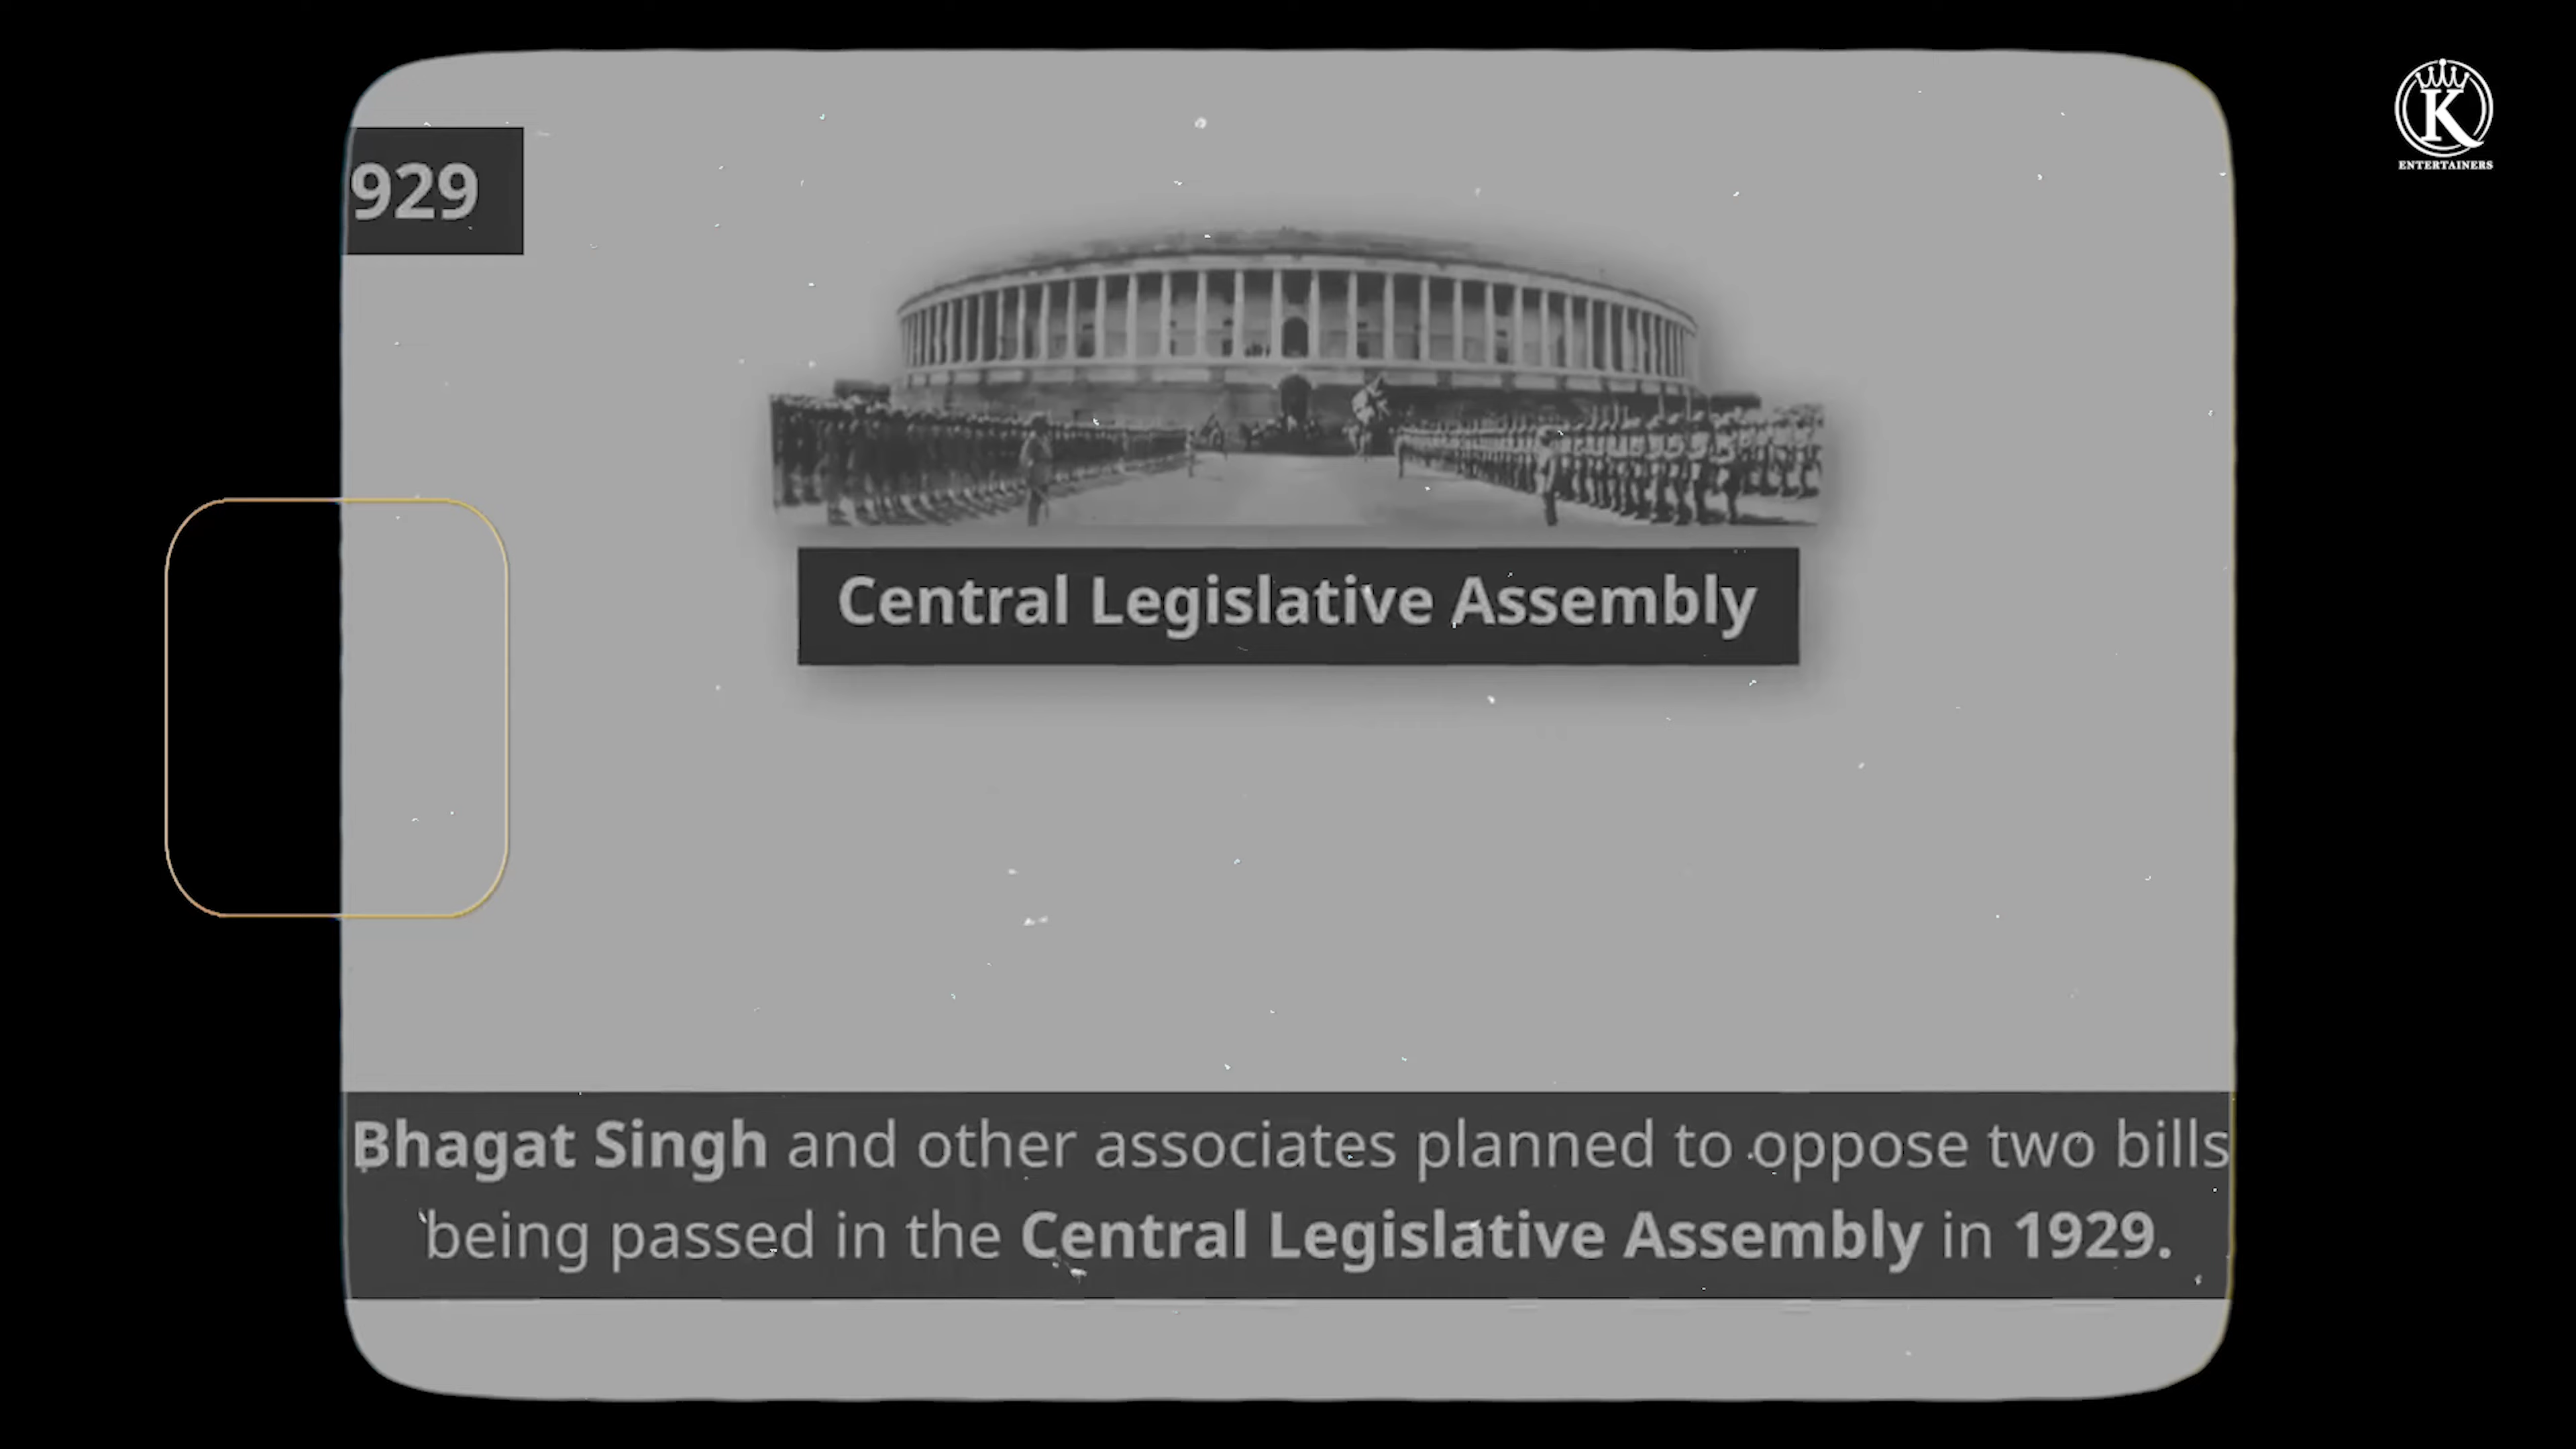 929
K
ENTERTAINERS
Central Legislative Assembly
Bhagat Singh and other associates planned to oppose two bills
being passed in the Central Legislative Assembly in 1929.